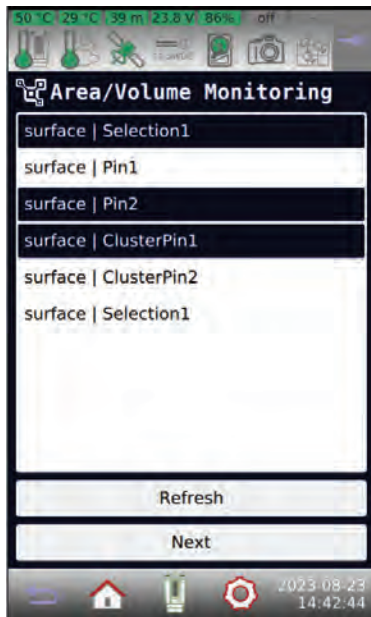 50 °C 29 °C 39 m 23.8 V 86% off
Area/Volume Monitoring
surface | Selection1
surface | Pin1
surface | Pin2
surface | ClusterPin1
surface | ClusterPin2
surface | Selection1
Refresh
Next
2023-08-23
14:42:44